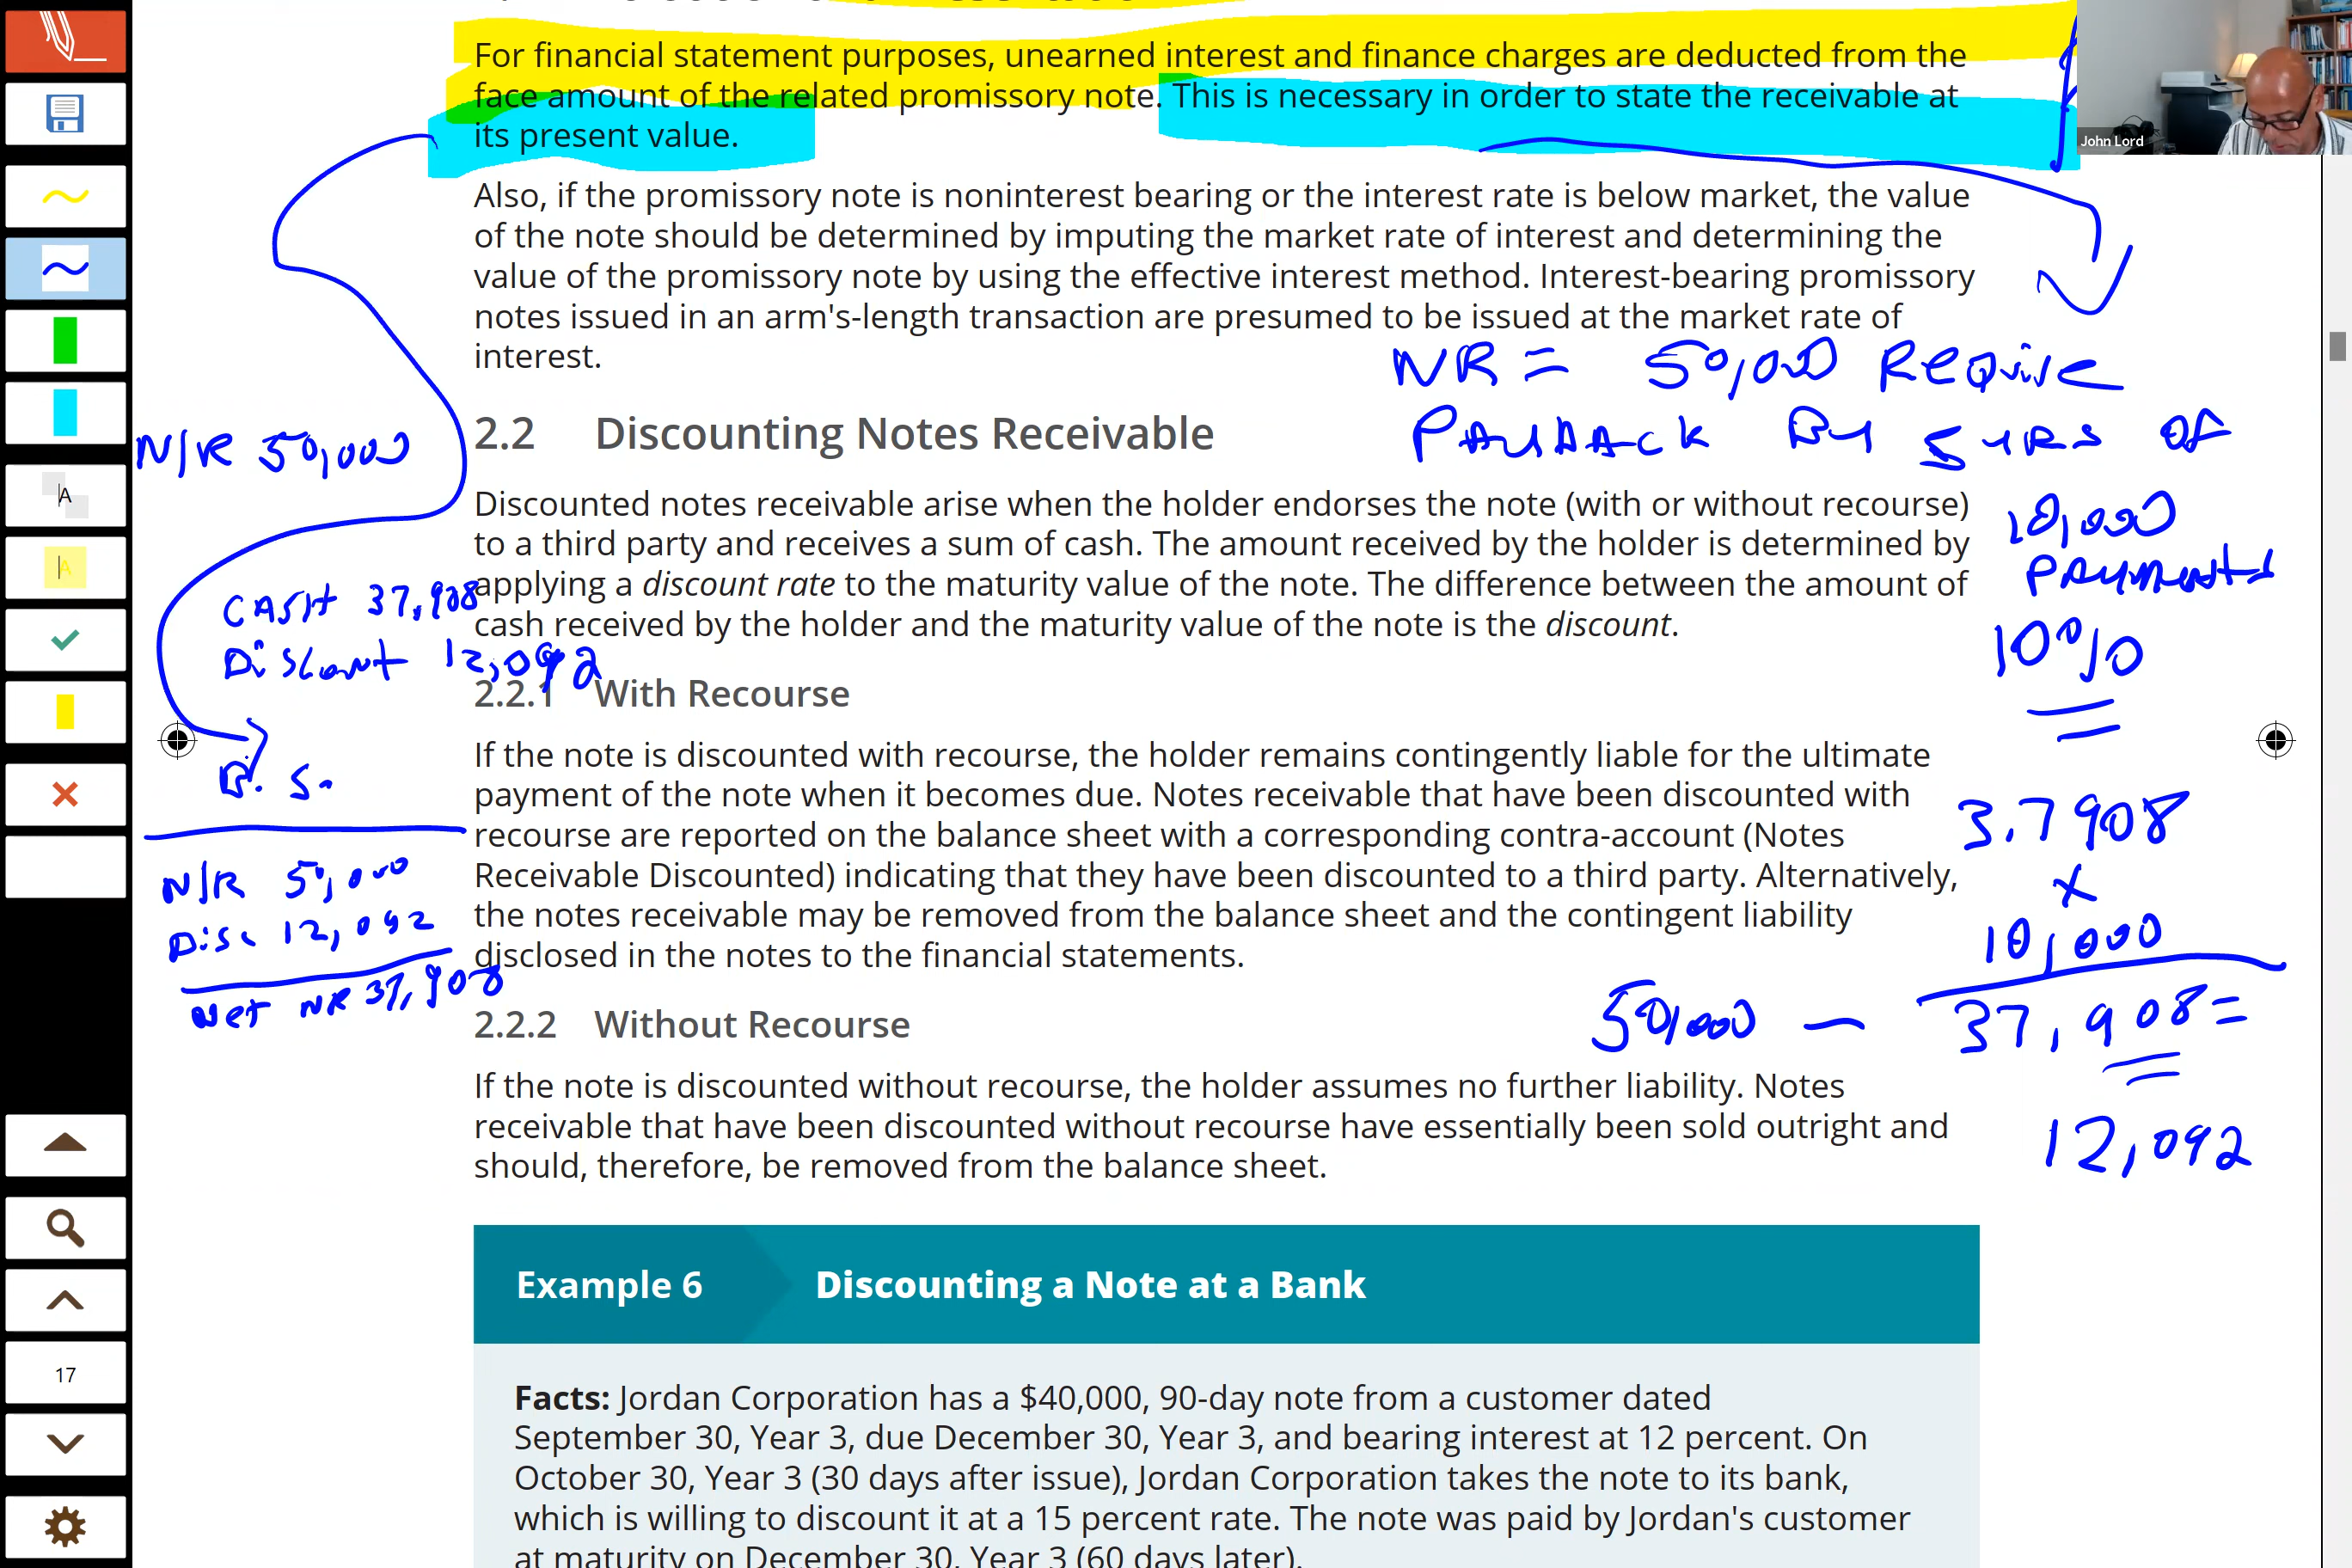 For financial statement purposes, unearned interest and finance charges are deducted from the
face amount of the related promissory note. This is necessary in order to state the receivable at
its present value.
John Lord
Also, if the promissory note is noninterest bearing or the interest rate is below market, the value
of the note should be determined by imputing the market rate of interest and determining the
value of the promissory note by using the effective interest method. Interest-bearing promissory
notes issued in an arm's-length transaction are presumed to be issued at the market rate of
interest.
NR = 50,000 Require
Payback By 5 yrs of
10,000
Payments
10%
3.7908
x
10,000
50,000 - 37,908 =
12,092
N/R 50,000
CASH 37,908
Discount 12,092
B. S.
N/R 50,000
Disc 12,092
Net NR 37,908
2.2 Discounting Notes Receivable
Discounted notes receivable arise when the holder endorses the note (with or without recourse)
to a third party and receives a sum of cash. The amount received by the holder is determined by
applying a discount rate to the maturity value of the note. The difference between the amount of
cash received by the holder and the maturity value of the note is the discount.
2.2.1 With Recourse
If the note is discounted with recourse, the holder remains contingently liable for the ultimate
payment of the note when it becomes due. Notes receivable that have been discounted with
recourse are reported on the balance sheet with a corresponding contra-account (Notes
Receivable Discounted) indicating that they have been discounted to a third party. Alternatively,
the notes receivable may be removed from the balance sheet and the contingent liability
disclosed in the notes to the financial statements.
2.2.2 Without Recourse
If the note is discounted without recourse, the holder assumes no further liability. Notes
receivable that have been discounted without recourse have essentially been sold outright and
should, therefore, be removed from the balance sheet.
Example 6 Discounting a Note at a Bank
Facts: Jordan Corporation has a $40,000, 90-day note from a customer dated
September 30, Year 3, due December 30, Year 3, and bearing interest at 12 percent. On
October 30, Year 3 (30 days after issue), Jordan Corporation takes the note to its bank,
which is willing to discount it at a 15 percent rate. The note was paid by Jordan's customer
at maturity on December 30, Year 3 (60 days later).
A
A
17